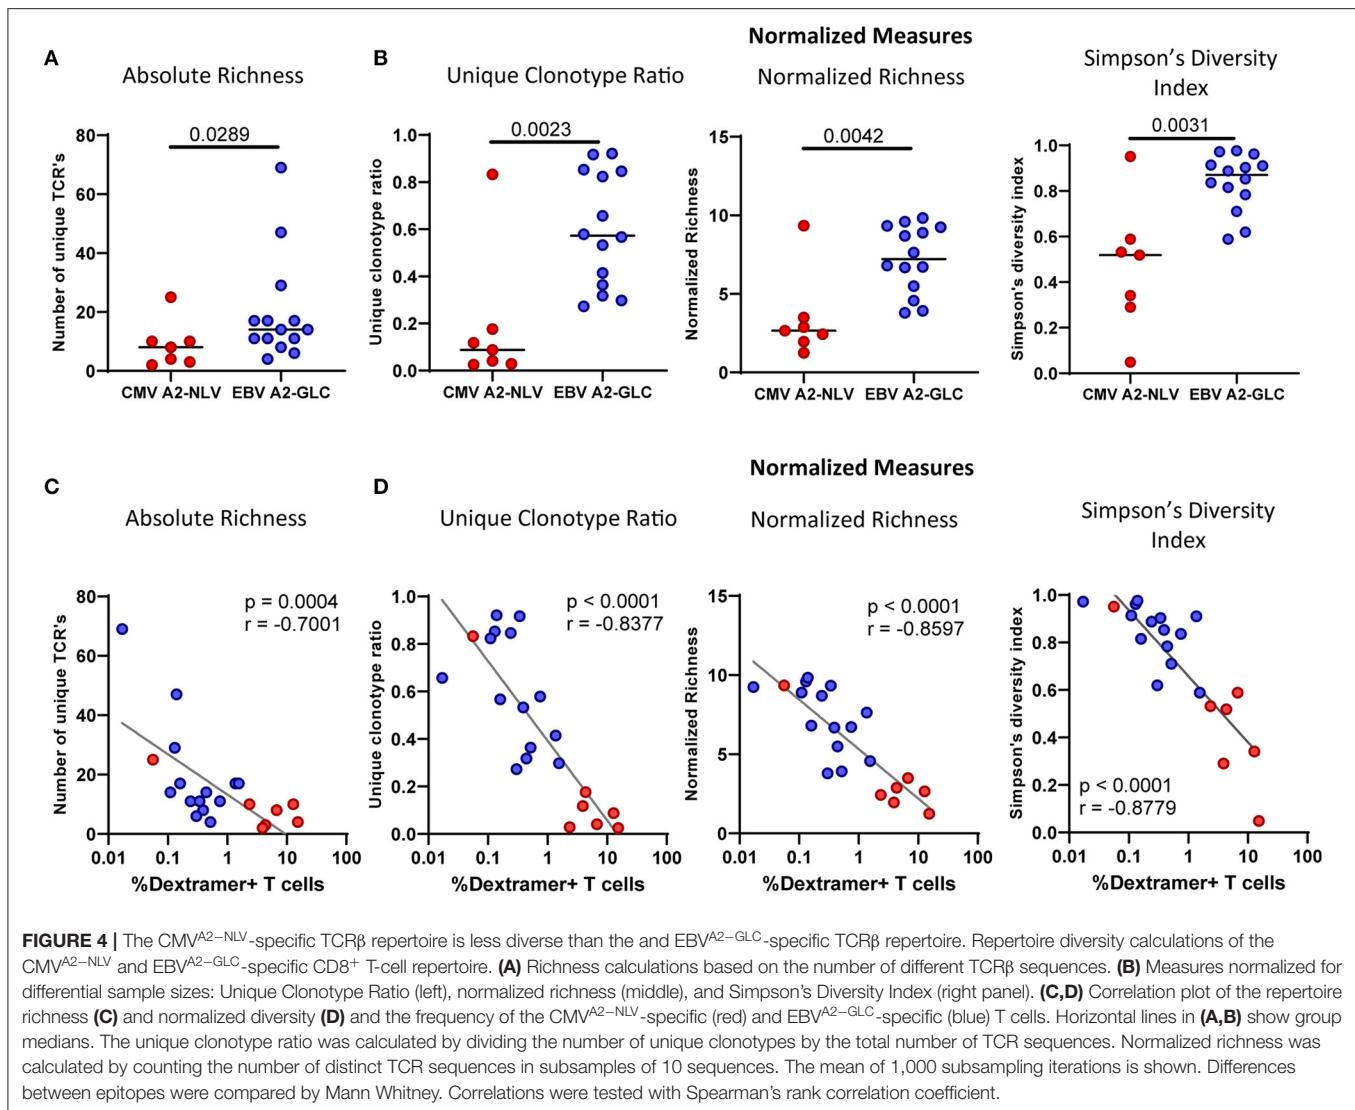 Normalized Measures
A
Absolute Richness
Number of unique TCR's
80
60
40
20
0
0.0289
CMV A2-NLV EBV A2-GLC
B
Unique Clonotype Ratio
Unique clonotype ratio
1.0
0.8
0.6
0.4
0.2
0.0
0.0023
CMV A2-NLV EBV A2-GLC
Normalized Richness
Normalized Richness
15
10
5
0
0.0042
CMV A2-NLV EBV A2-GLC
Simpson's Diversity
Index
Simpson's diversity index
1.0
0.8
0.6
0.4
0.2
0.0
0.0031
CMV A2-NLV EBV A2-GLC
Normalized Measures
C
Absolute Richness
Number of unique TCR's
80
60
40
20
0
p = 0.0004
r = -0.7001
0.01 0.1 1 10 100
%Dextramer+ T cells
D
Unique Clonotype Ratio
Unique clonotype ratio
1.0
0.8
0.6
0.4
0.2
0.0
p < 0.0001
r = -0.8377
0.01 0.1 1 10 100
%Dextramer+ T cells
Normalized Richness
Normalized Richness
15
10
5
0
p < 0.0001
r = -0.8597
0.01 0.1 1 10 100
%Dextramer+ T cells
Simpson's Diversity
Index
Simpson's diversity index
1.0
0.8
0.6
0.4
0.2
0.0
p < 0.0001
r = -0.8779
0.01 0.1 1 10 100
%Dextramer+ T cells
FIGURE 4 | The CMV^A2−NLV-specific TCRβ repertoire is less diverse than the and EBV^A2−GLC-specific TCRβ repertoire. Repertoire diversity calculations of the
CMV^A2−NLV and EBV^A2−GLC-specific CD8+ T-cell repertoire. (A) Richness calculations based on the number of different TCRβ sequences. (B) Measures normalized for
differential sample sizes: Unique Clonotype Ratio (left), normalized richness (middle), and Simpson's Diversity Index (right panel). (C,D) Correlation plot of the repertoire
richness (C) and normalized diversity (D) and the frequency of the CMV^A2−NLV-specific (red) and EBV^A2−GLC-specific (blue) T cells. Horizontal lines in (A,B) show group
medians. The unique clonotype ratio was calculated by dividing the number of unique clonotypes by the total number of TCR sequences. Normalized richness was
calculated by counting the number of distinct TCR sequences in subsamples of 10 sequences. The mean of 1,000 subsampling iterations is shown. Differences
between epitopes were compared by Mann Whitney. Correlations were tested with Spearman's rank correlation coefficient.